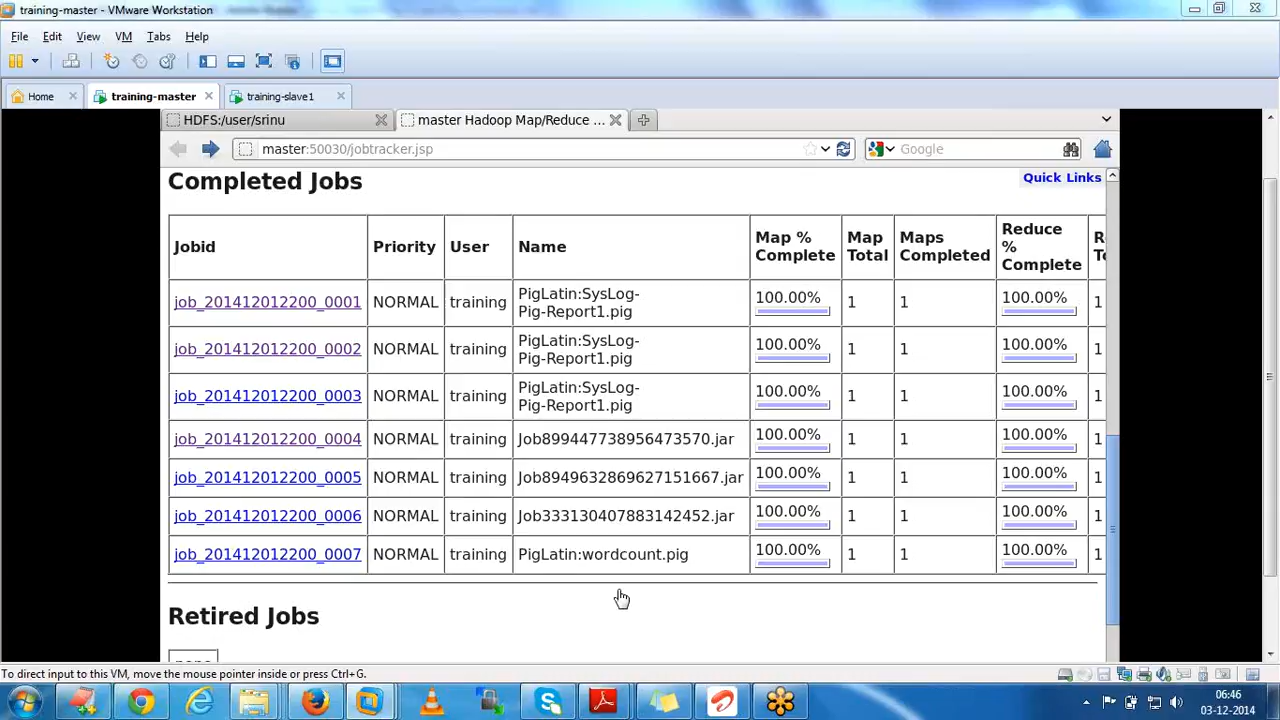 training-master - VMware Workstation
File Edit View VM Tabs Help
Home training-master training-slave1
HDFS:/user/srinu master Hadoop Map/Reduce ...
master:50030/jobtracker.jsp Google
Completed Jobs Quick Links
Jobid Priority User Name Map % Complete Map Total Maps Completed Reduce % Complete
job_201412012200_0001 NORMAL training PigLatin:SysLog-Pig-Report1.pig 100.00% 1 1 100.00% 1
job_201412012200_0002 NORMAL training PigLatin:SysLog-Pig-Report1.pig 100.00% 1 1 100.00% 1
job_201412012200_0003 NORMAL training PigLatin:SysLog-Pig-Report1.pig 100.00% 1 1 100.00% 1
job_201412012200_0004 NORMAL training Job899447738956473570.jar 100.00% 1 1 100.00% 1
job_201412012200_0005 NORMAL training Job8949632869627151667.jar 100.00% 1 1 100.00% 1
job_201412012200_0006 NORMAL training Job333130407883142452.jar 100.00% 1 1 100.00% 1
job_201412012200_0007 NORMAL training PigLatin:wordcount.pig 100.00% 1 1 100.00% 1
Retired Jobs
To direct input to this VM, move the mouse pointer inside or press Ctrl+G.
06:46
03-12-2014